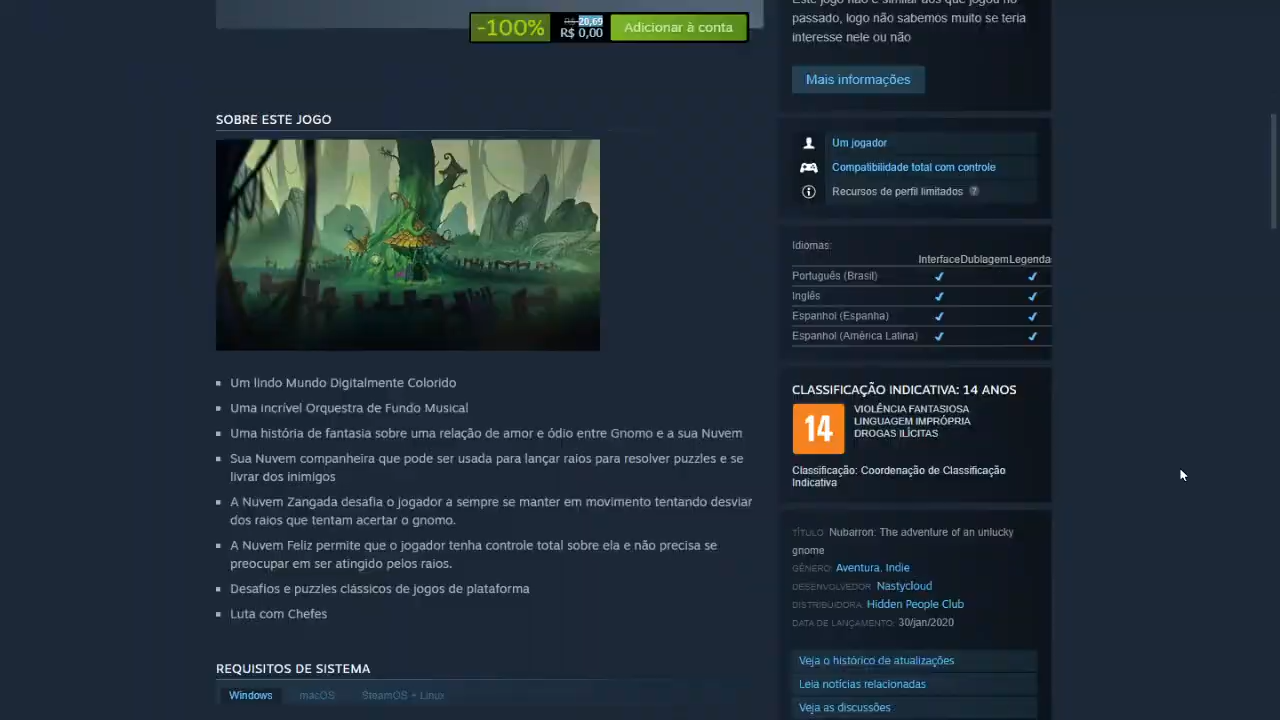 Este jogo não é similar aos que jogou no
passado, logo não sabemos muito se teria
interesse nele ou não
-100%
R$ 20,69
R$ 0,00
Adicionar à conta
Mais informações
SOBRE ESTE JOGO
Um lindo Mundo Digitalmente Colorido
Uma incrível Orquestra de Fundo Musical
Uma história de fantasia sobre uma relação de amor e ódio entre Gnomo e a sua Nuvem
Sua Nuvem companheira que pode ser usada para lançar raios para resolver puzzles e se
livrar dos inimigos
A Nuvem Zangada desafia o jogador a sempre se manter em movimento tentando desviar
dos raios que tentam acertar o gnomo.
A Nuvem Feliz permite que o jogador tenha controle total sobre ela e não precisa se
preocupar em ser atingido pelos raios.
Desafios e puzzles clássicos de jogos de plataforma
Luta com Chefes
REQUISITOS DE SISTEMA
Windows macOS SteamOS + Linux
Um jogador
Compatibilidade total com controle
Recursos de perfil limitados ?
Idiomas:
Interface Dublagem Legenda
Português (Brasil) ✔ ✔
Inglês ✔ ✔
Espanhol (Espanha) ✔ ✔
Espanhol (América Latina) ✔ ✔
CLASSIFICAÇÃO INDICATIVA: 14 ANOS
14
VIOLÊNCIA FANTASIOSA
LINGUAGEM IMPRÓPRIA
DROGAS ILÍCITAS
Classificação: Coordenação de Classificação
Indicativa
TÍTULO: Nubarron: The adventure of an unlucky
gnome
GÊNERO: Aventura, Indie
DESENVOLVEDOR: Nastycloud
DISTRIBUIDORA: Hidden People Club
DATA DE LANÇAMENTO: 30/jan/2020
Veja o histórico de atualizações
Leia notícias relacionadas
Veja as discussões